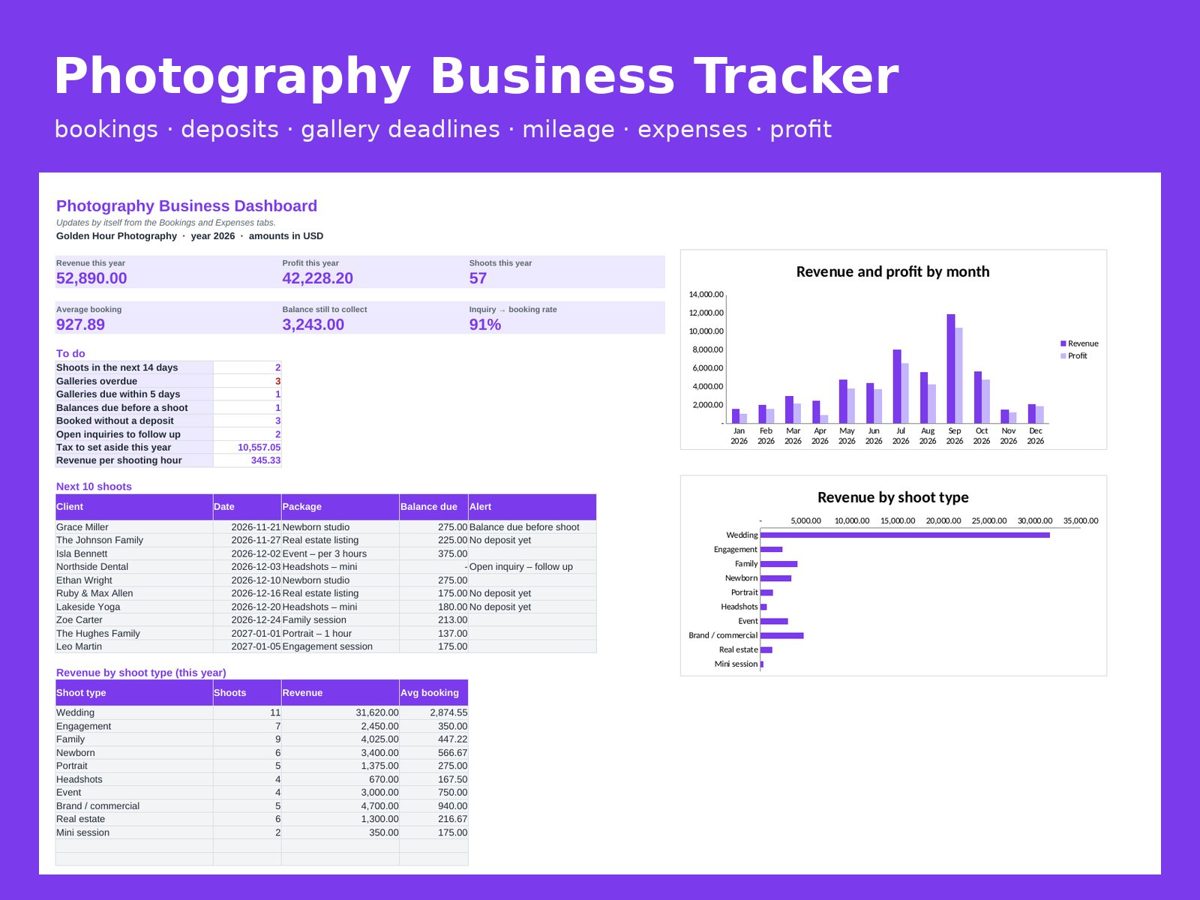 Photography Business Tracker
bookings · deposits · gallery deadlines · mileage · expenses · profit
Photography Business Dashboard
Updates by itself from the Bookings and Expenses tabs.
Golden Hour Photography · year 2026 · amounts in USD
Revenue this year Profit this year Shoots this year
52,890.00 42,228.20 57
Average booking Balance still to collect Inquiry → booking rate
927.89 3,243.00 91%
To do
Shoots in the next 14 days 2
Galleries overdue 3
Galleries due within 5 days 1
Balances due before a shoot 1
Booked without a deposit 3
Open inquiries to follow up 2
Tax to set aside this year 10,557.05
Revenue per shooting hour 345.33
Next 10 shoots
Client Date Package Balance due Alert
Grace Miller 2026-11-21 Newborn studio 275.00 Balance due before shoot
The Johnson Family 2026-11-27 Real estate listing 225.00 No deposit yet
Isla Bennett 2026-12-02 Event – per 3 hours 375.00
Northside Dental 2026-12-03 Headshots – mini - Open inquiry – follow up
Ethan Wright 2026-12-10 Newborn studio 275.00
Ruby & Max Allen 2026-12-16 Real estate listing 175.00 No deposit yet
Lakeside Yoga 2026-12-20 Headshots – mini 180.00 No deposit yet
Zoe Carter 2026-12-24 Family session 213.00
The Hughes Family 2027-01-01 Portrait – 1 hour 137.00
Leo Martin 2027-01-05 Engagement session 175.00
Revenue by shoot type (this year)
Shoot type Shoots Revenue Avg booking
Wedding 11 31,620.00 2,874.55
Engagement 7 2,450.00 350.00
Family 9 4,025.00 447.22
Newborn 6 3,400.00 566.67
Portrait 5 1,375.00 275.00
Headshots 4 670.00 167.50
Event 4 3,000.00 750.00
Brand / commercial 5 4,700.00 940.00
Real estate 6 1,300.00 216.67
Mini session 2 350.00 175.00
Revenue and profit by month
14,000.00
12,000.00
10,000.00
8,000.00
6,000.00
4,000.00
2,000.00
-
Jan Feb Mar Apr May Jun Jul Aug Sep Oct Nov Dec
2026 2026 2026 2026 2026 2026 2026 2026 2026 2026 2026 2026
Revenue
Profit
Revenue by shoot type
- 5,000.00 10,000.00 15,000.00 20,000.00 25,000.00 30,000.00 35,000.00
Wedding
Engagement
Family
Newborn
Portrait
Headshots
Event
Brand / commercial
Real estate
Mini session